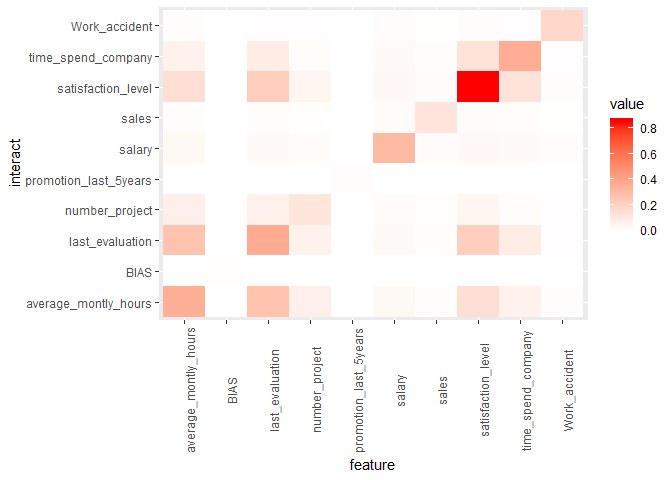 Work_accident
time_spend_company
satisfaction_level
sales
salary
promotion_last_5years
number_project
last_evaluation
BIAS
average_montly_hours
interact
average_montly_hours
BIAS
last_evaluation
number_project
promotion_last_5years
salary
sales
satisfaction_level
time_spend_company
Work_accident
feature
value
0.8
0.6
0.4
0.2
0.0